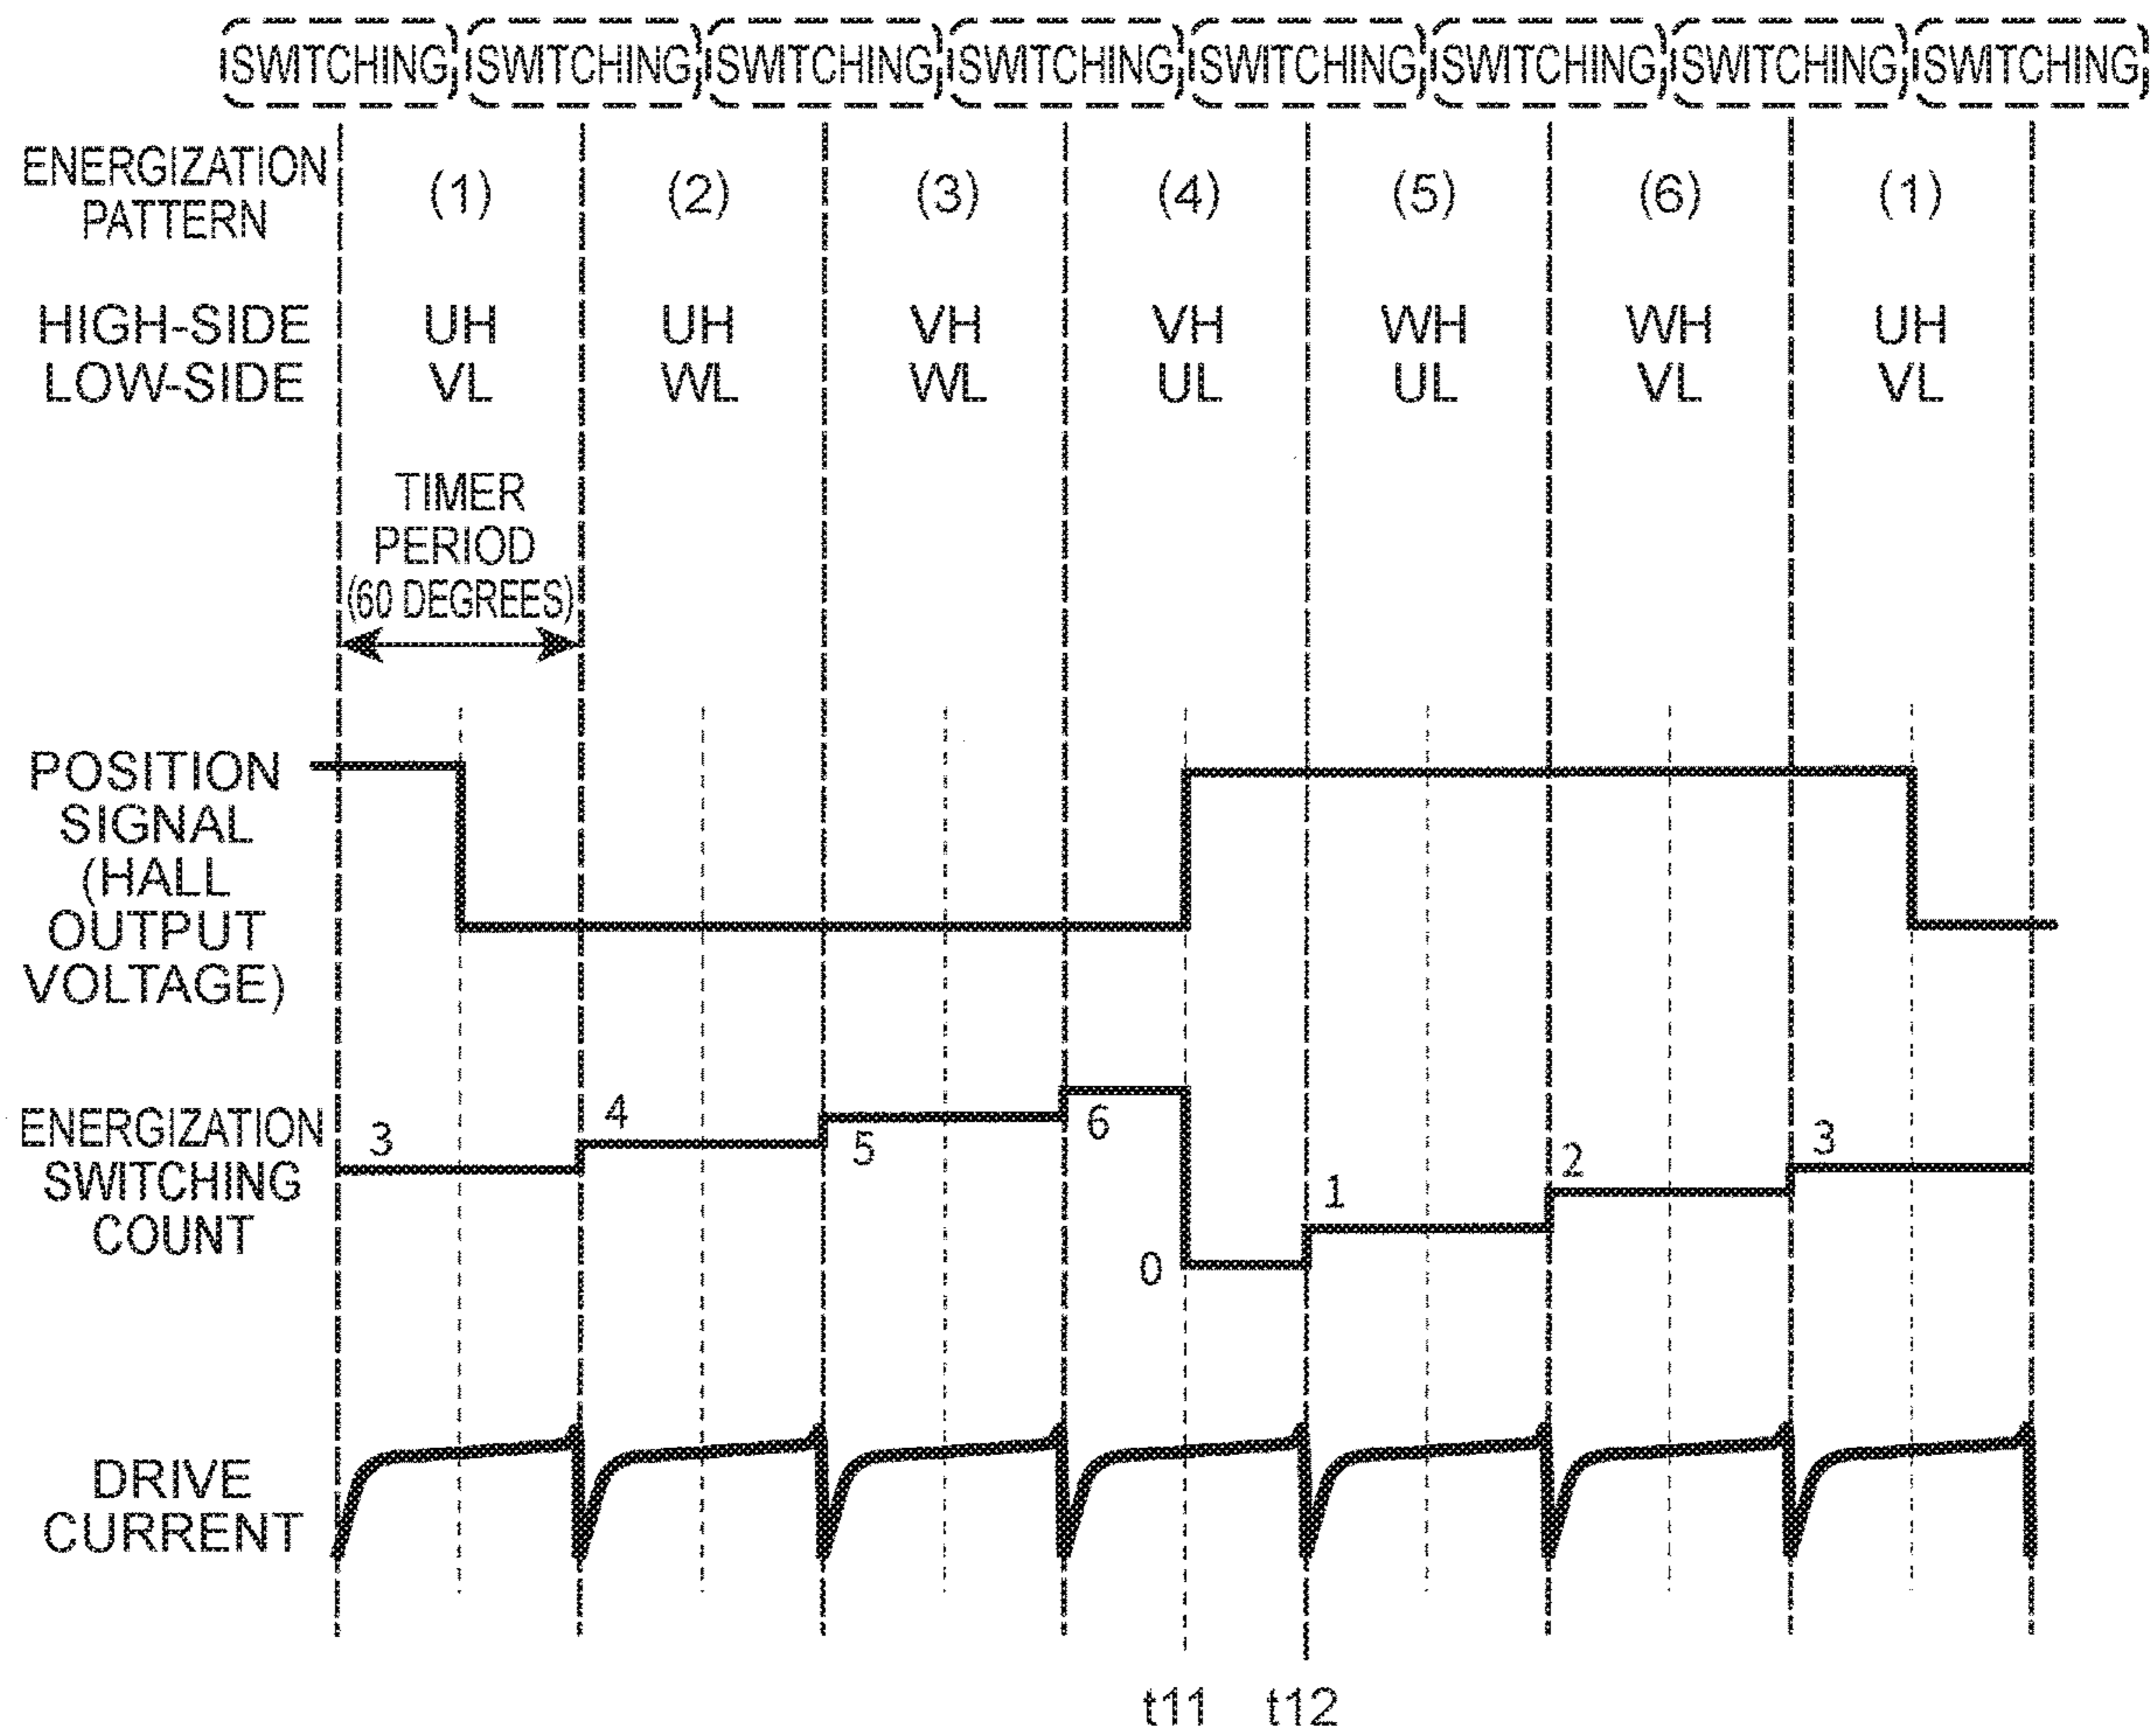 SWITCHING SWITCHING SWITCHING SWITCHING SWITCHING SWITCHING SWITCHING SWITCHING
ENERGIZATION
PATTERN
(1) (2) (3) (4) (5) (6) (1)
HIGH-SIDE UH UH VH VH WH WH UH
LOW-SIDE VL WL WL UL UL VL VL
TIMER
PERIOD
(60 DEGREES)
POSITION
SIGNAL
(HALL
OUTPUT
VOLTAGE)
ENERGIZATION
SWITCHING
COUNT
3 4 5 6 0 1 2 3
DRIVE
CURRENT
t11 t12